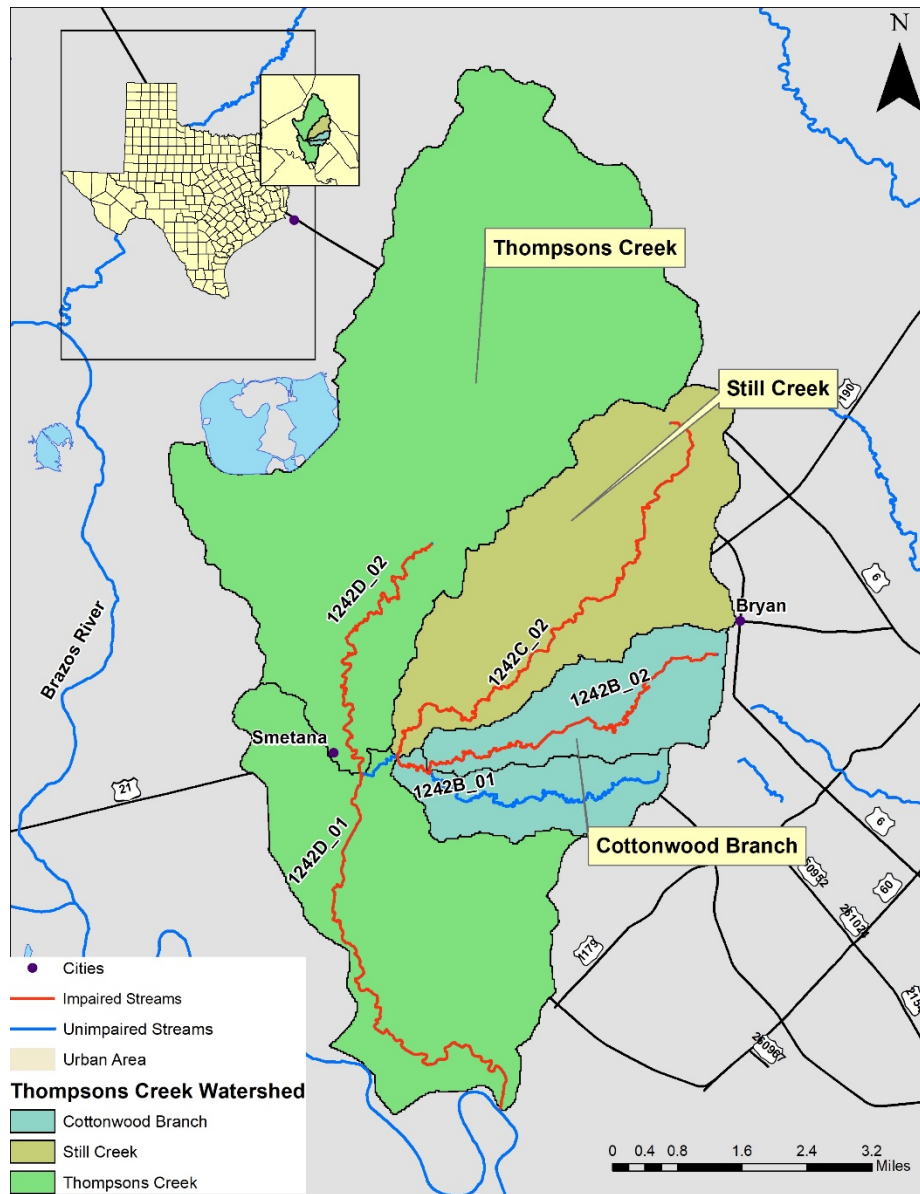 N
Thompsons Creek
Still Creek
190
6
1242D_02
Bryan
1242C_02
1242B_02
Brazos River
Smetana
1242B_01
21
1242D_01
Cottonwood Branch
6
60
1179
Cities
Impaired Streams
Unimpaired Streams
Urban Area
Thompsons Creek Watershed
Cottonwood Branch
Still Creek
Thompsons Creek
0 0.4 0.8 1.6 2.4 3.2
Miles